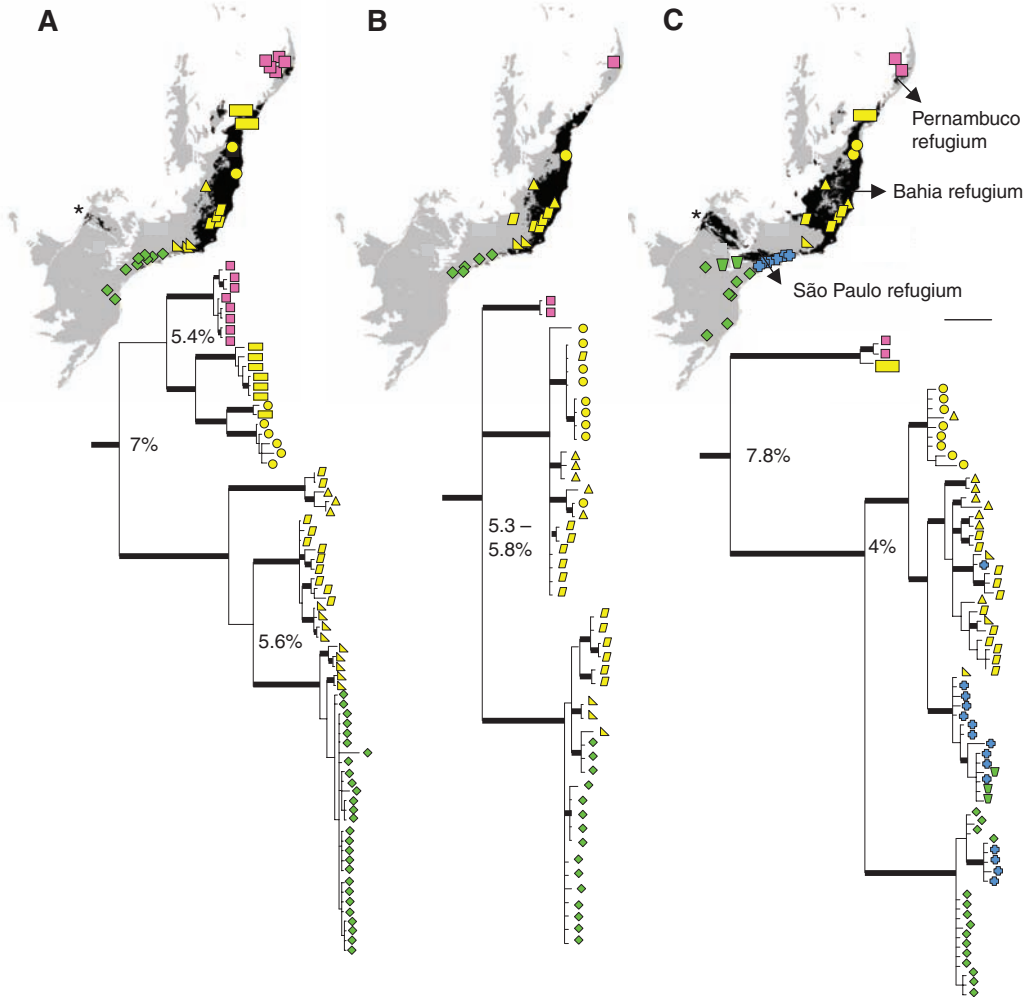 A
B
C
*
*
Pernambuco
refugium
Bahia refugium
São Paulo refugium
5.4%
7%
5.6%
5.3 –
5.8%
7.8%
4%